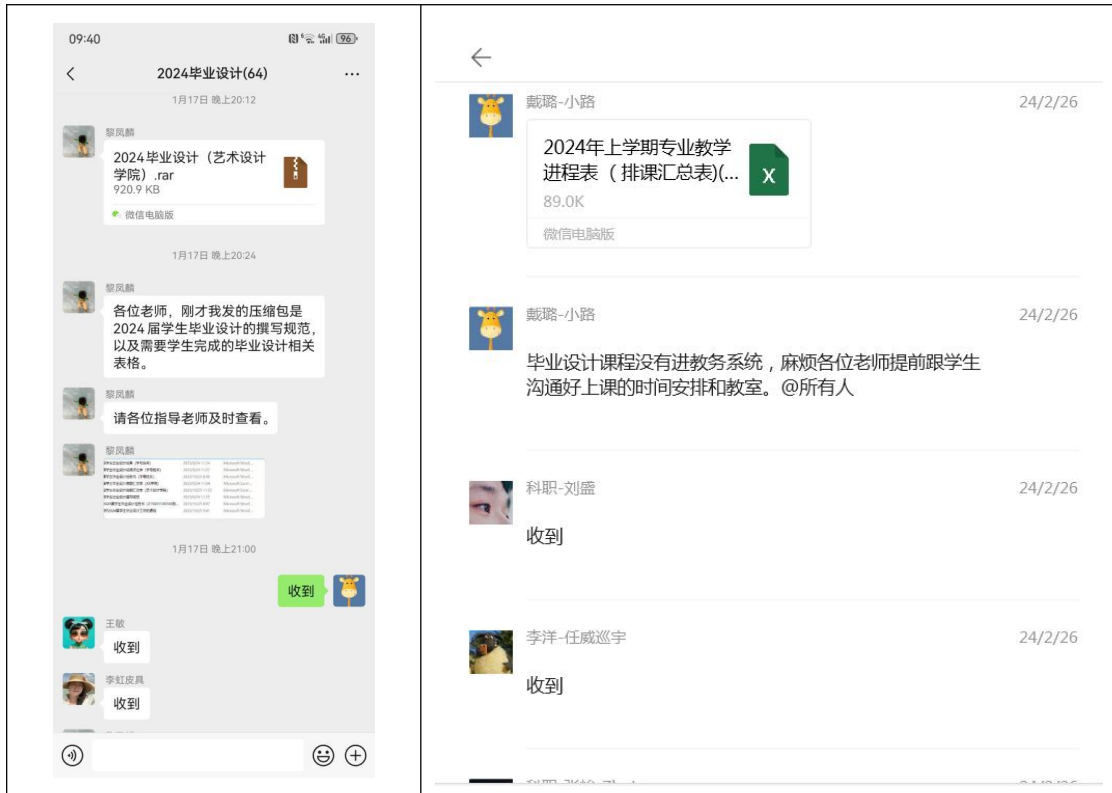 09:40
96
2024毕业设计(64)
1月17日 晚上20:12
黎凤麟
2024毕业设计（艺术设计
学院）.rar
920.9 KB
微信电脑版
1月17日 晚上20:24
黎凤麟
各位老师，刚才我发的压缩包是
2024届学生毕业设计的撰写规范，
以及需要学生完成的毕业设计相关
表格。
黎凤麟
请各位指导老师及时查看。
黎凤麟
1月17日 晚上21:00
收到
王敏
收到
李虹皮具
收到
戴璐-小路
24/2/26
2024年上学期专业教学
进程表（排课汇总表)(...
X
89.0K
微信电脑版
戴璐-小路
24/2/26
毕业设计课程没有进教务系统，麻烦各位老师提前跟学生
沟通好上课的时间安排和教室。@所有人
科职-刘盛
24/2/26
收到
李洋-任威巡宇
24/2/26
收到